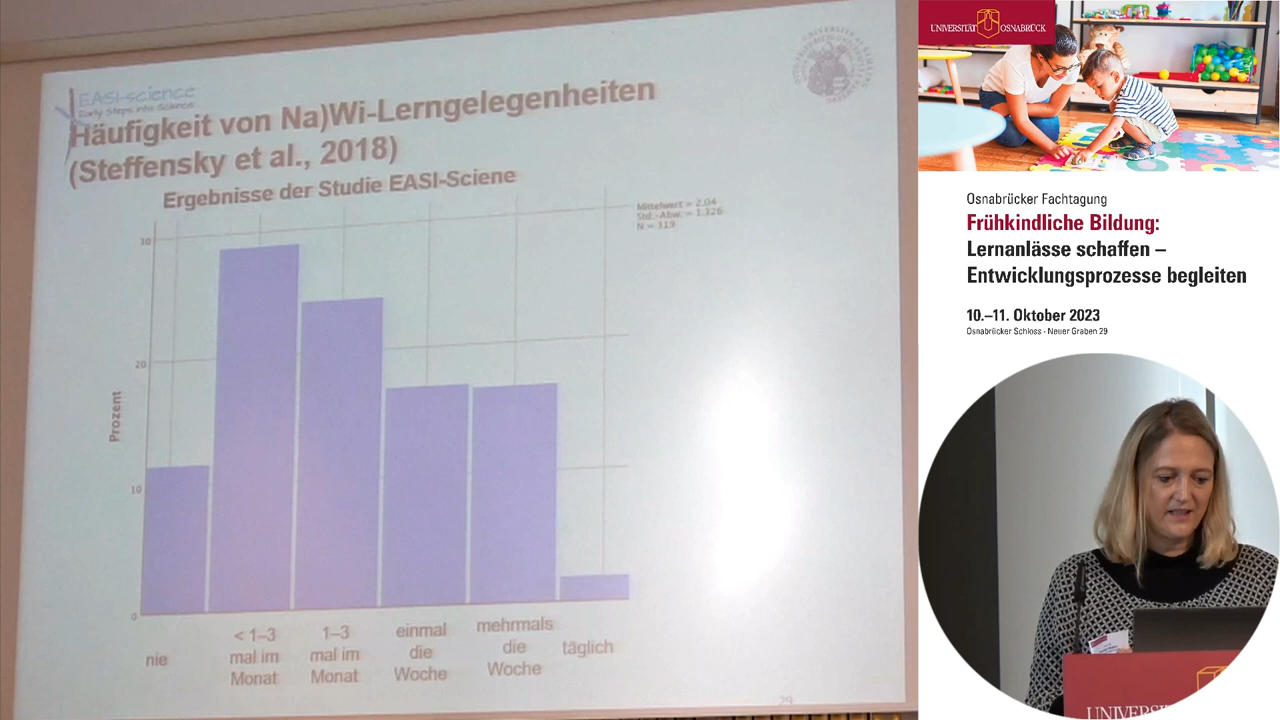 EASI-science
Early Steps into Science
Häufigkeit von Na)Wi-Lerngelegenheiten
(Steffensky et al., 2018)
Ergebnisse der Studie EASI-Sciene
Mittelwert = 2,04
Std.-Abw. = 1,326
N = 119
Prozent
30
20
10
0
nie
< 1–3
mal im
Monat
1–3
mal im
Monat
einmal
die
Woche
mehrmals
die
Woche
täglich
29
UNIVERSITÄT OSNABRÜCK
Osnabrücker Fachtagung
Frühkindliche Bildung:
Lernanlässe schaffen –
Entwicklungsprozesse begleiten
10.–11. Oktober 2023
Osnabrücker Schloss · Neuer Graben 29